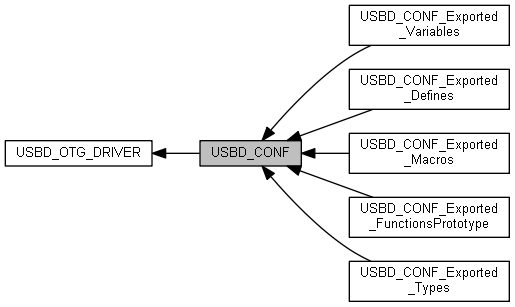 USBD_CONF_Exported
_Variables
USBD_CONF_Exported
_Defines
USBD_OTG_DRIVER
USBD_CONF
USBD_CONF_Exported
_Macros
USBD_CONF_Exported
_FunctionsPrototype
USBD_CONF_Exported
_Types